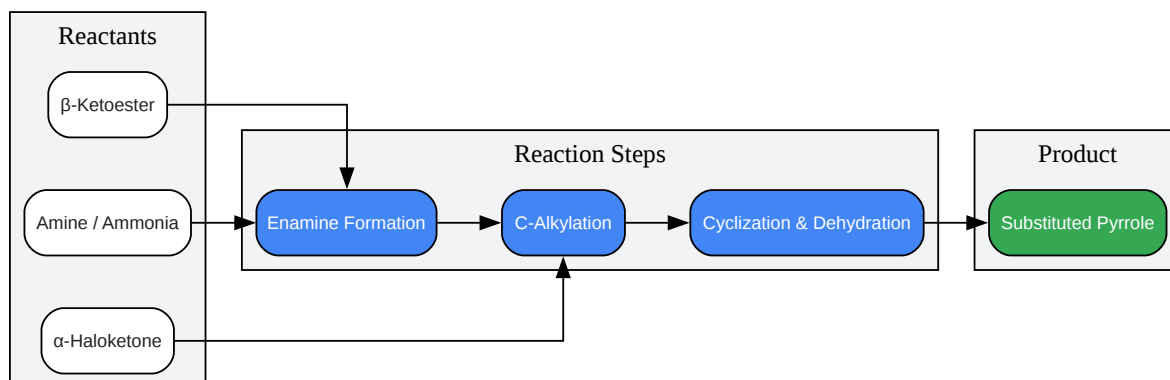 Reactants
β-Ketoester
Amine / Ammonia
α-Haloketone
Reaction Steps
Enamine Formation
C-Alkylation
Cyclization & Dehydration
Product
Substituted Pyrrole